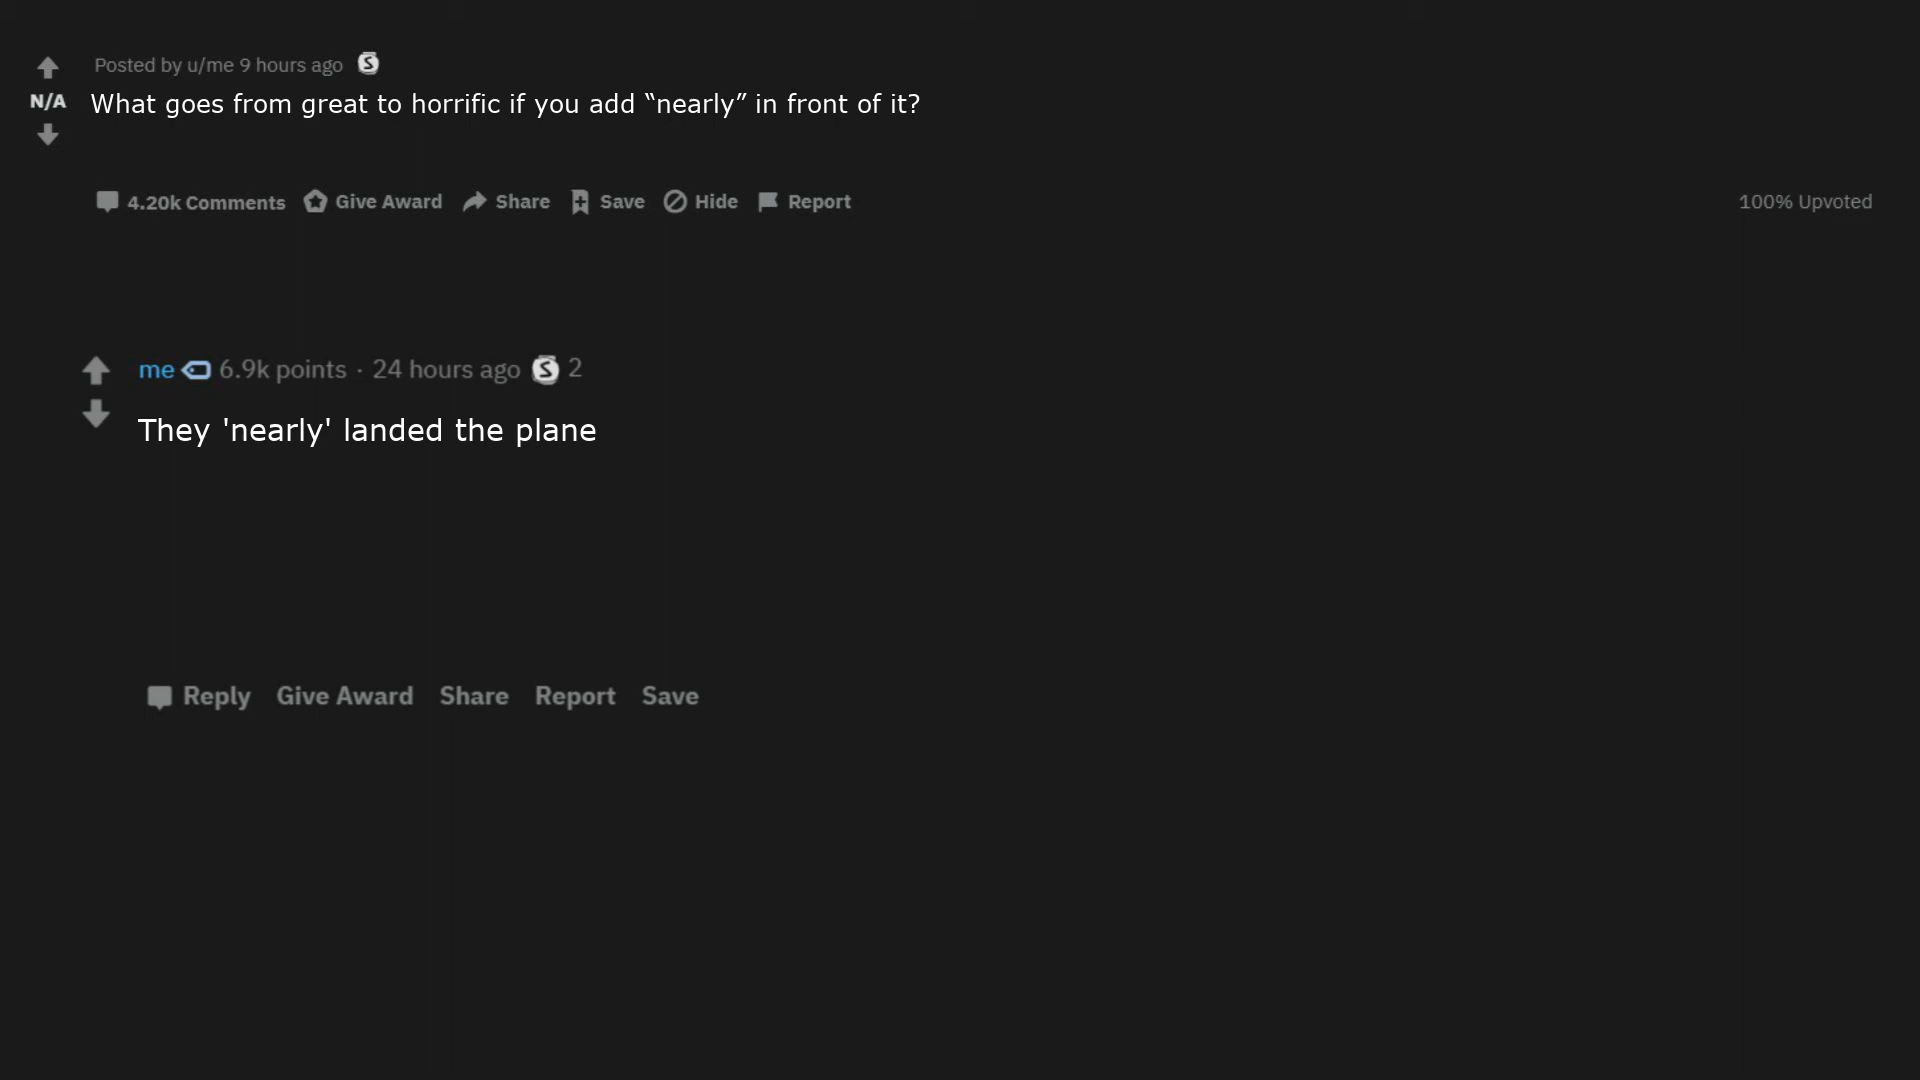 Posted by u/me 9 hours ago S
N/A
What goes from great to horrific if you add “nearly” in front of it?
4.20k Comments Give Award Share Save Hide Report 100% Upvoted
me 6.9k points · 24 hours ago S 2
They 'nearly' landed the plane
Reply Give Award Share Report Save